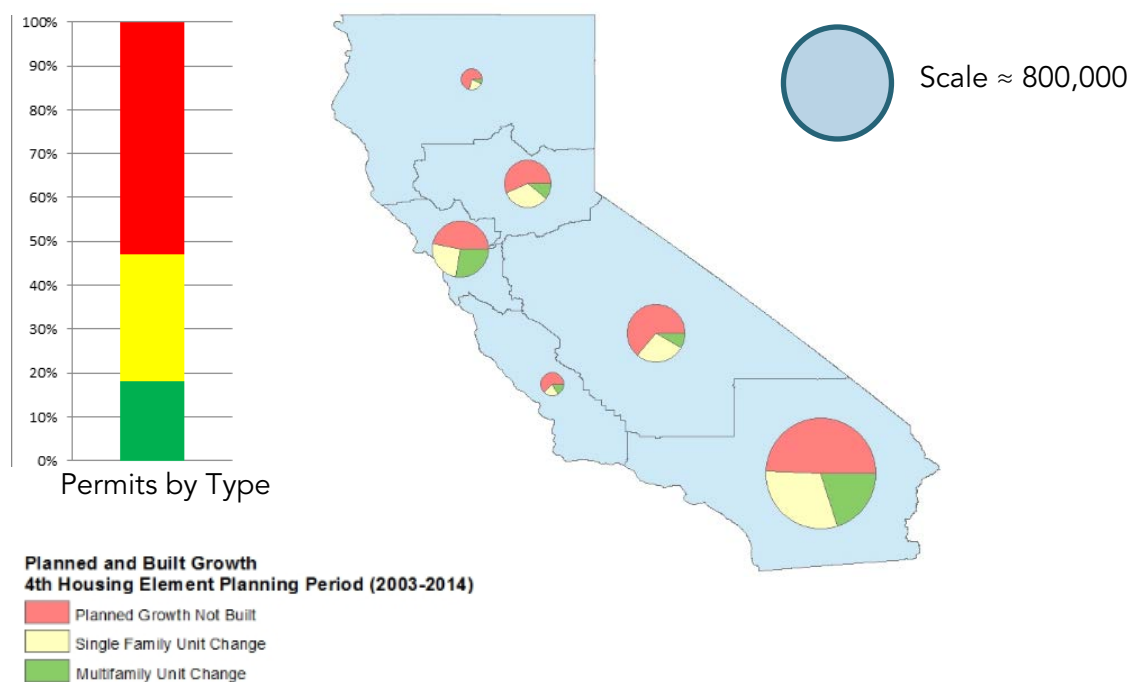 100%
90%
80%
70%
60%
50%
40%
30%
20%
10%
0%
Permits by Type
Scale ≈ 800,000
Planned and Built Growth
4th Housing Element Planning Period (2003-2014)
Planned Growth Not Built
Single Family Unit Change
Multifamily Unit Change